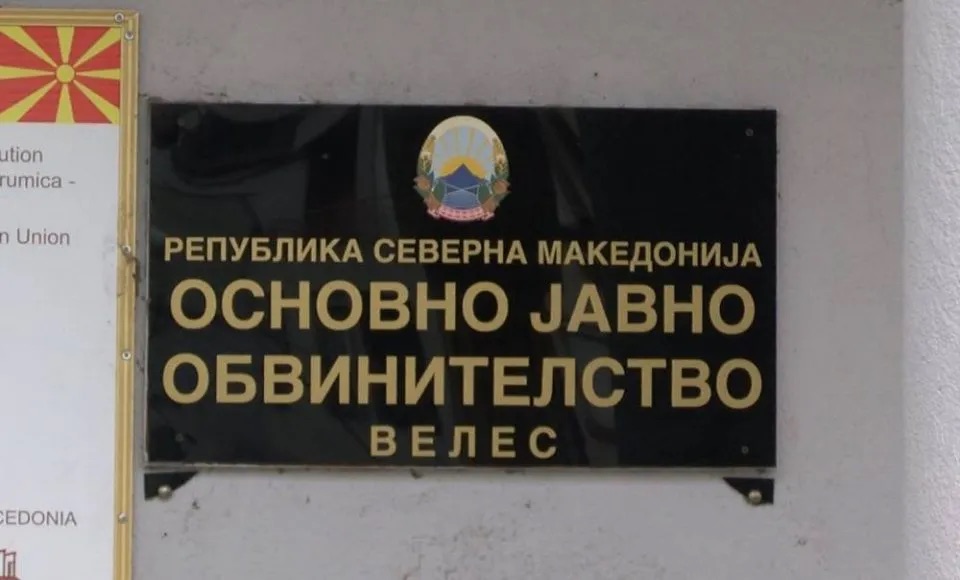 ution
rumica -
n Union
CEDONIA
РЕПУБЛИКА СЕВЕРНА МАКЕДОНИЈА
ОСНОВНО ЈАВНО
ОБВИНИТЕЛСТВО
ВЕЛЕС